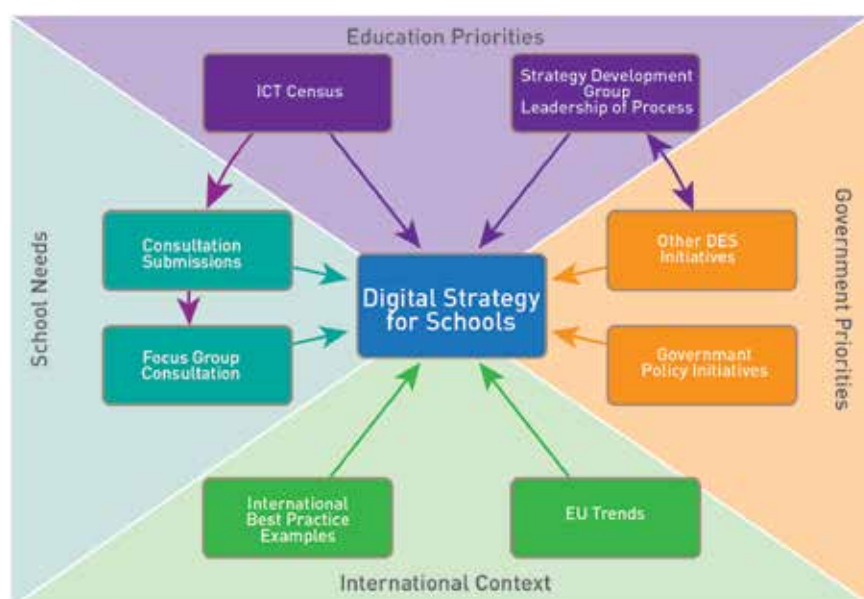 Education Priorities
ICT Census
Strategy Development
Group
Leadership of Process
School Needs
Consultation
Submissions
Other DES
Initiatives
Digital Strategy
for Schools
Focus Group
Consultation
Governmant
Policy Initiatives
Government Priorities
International
Best Practice
Examples
EU Trends
International Context